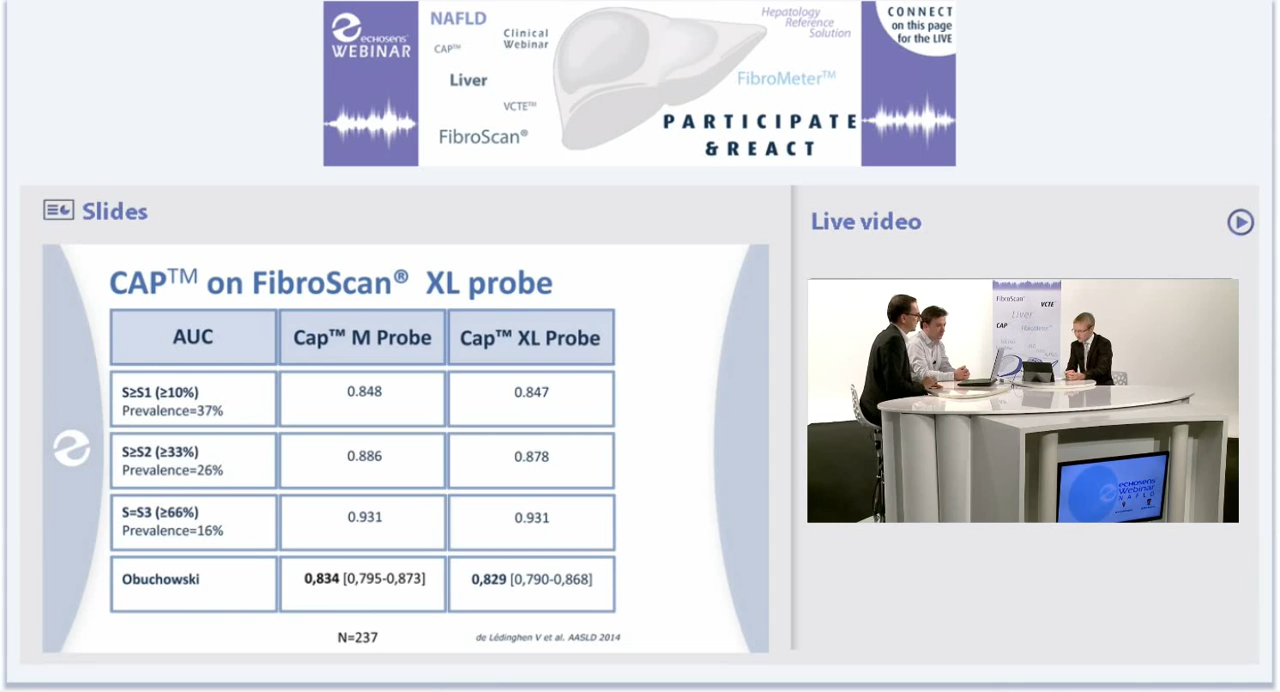 echosens
WEBINAR
NAFLD
CAP™
Clinical
Webinar
Liver
VCTE™
FibroScan®
Hepatology
Reference
Solution
FibroMeter™
PARTICIPATE
&REACT
CONNECT
on this page
for the LIVE
Slides
CAP™ on FibroScan® XL probe
AUC Cap™ M Probe Cap™ XL Probe
S≥S1 (≥10%)
Prevalence=37%
0.848 0.847
S≥S2 (≥33%)
Prevalence=26%
0.886 0.878
S=S3 (≥66%)
Prevalence=16%
0.931 0.931
Obuchowski 0,834 [0,795-0,873] 0,829 [0,790-0,868]
N=237
de Lédinghen V et al. AASLD 2014
Live video
FibroScan®
VCTE™
Liver
CAP
FibroMeter™
echosens
Webinar
NAFLD